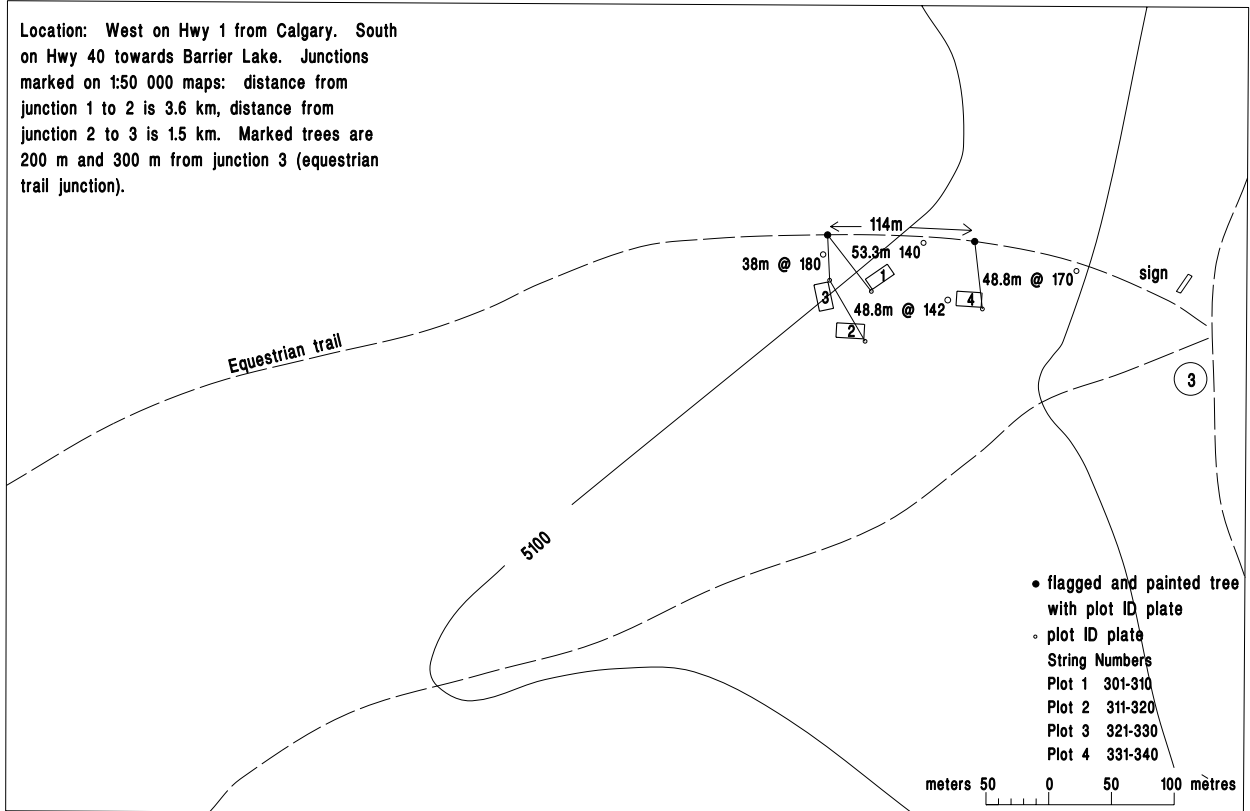 Location: West on Hwy 1 from Calgary. South
on Hwy 40 towards Barrier Lake. Junctions
marked on 1:50 000 maps: distance from
junction 1 to 2 is 3.6 km, distance from
junction 2 to 3 is 1.5 km. Marked trees are
200 m and 300 m from junction 3 (equestrian
trail junction).
114m
53.3m 140°
38m @ 180°
1
sign
48.8m @ 170°
3
4
48.8m @ 142°
2
Equestrian trail
3
5100
flagged and painted tree
with plot ID plate
plot ID plate
String Numbers
Plot 1 301-310
Plot 2 311-320
Plot 3 321-330
Plot 4 331-340
meters 50 0 50 100 metres